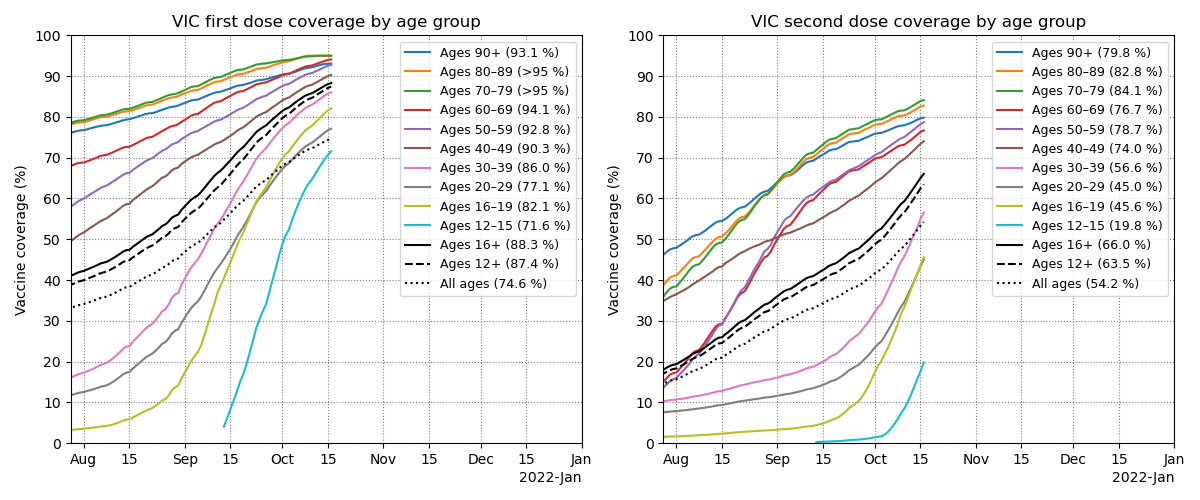 VIC first dose coverage by age group
Vaccine coverage (%)
100
90
80
70
60
50
40
30
20
10
0
Ages 90+ (93.1 %)
Ages 80–89 (>95 %)
Ages 70–79 (>95 %)
Ages 60–69 (94.1 %)
Ages 50–59 (92.8 %)
Ages 40–49 (90.3 %)
Ages 30–39 (86.0 %)
Ages 20–29 (77.1 %)
Ages 16–19 (82.1 %)
Ages 12–15 (71.6 %)
Ages 16+ (88.3 %)
Ages 12+ (87.4 %)
All ages (74.6 %)
Aug 15 Sep 15 Oct 15 Nov 15 Dec 15 Jan
2022-Jan
VIC second dose coverage by age group
Vaccine coverage (%)
100
90
80
70
60
50
40
30
20
10
0
Ages 90+ (79.8 %)
Ages 80–89 (82.8 %)
Ages 70–79 (84.1 %)
Ages 60–69 (76.7 %)
Ages 50–59 (78.7 %)
Ages 40–49 (74.0 %)
Ages 30–39 (56.6 %)
Ages 20–29 (45.0 %)
Ages 16–19 (45.6 %)
Ages 12–15 (19.8 %)
Ages 16+ (66.0 %)
Ages 12+ (63.5 %)
All ages (54.2 %)
Aug 15 Sep 15 Oct 15 Nov 15 Dec 15 Jan
2022-Jan